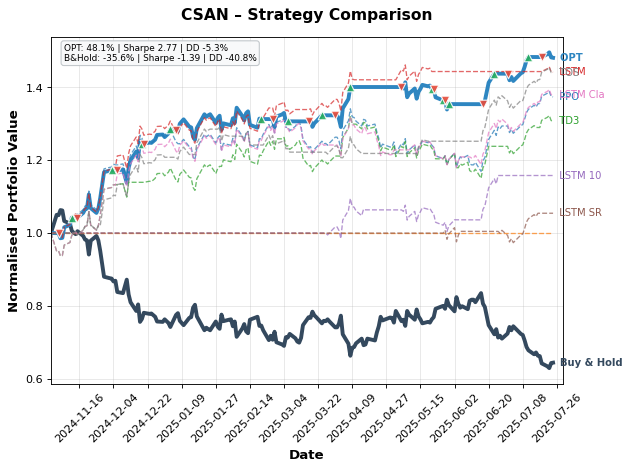 CSAN – Strategy Comparison
OPT: 48.1% | Sharpe 2.77 | DD -5.3%
B&Hold: -35.6% | Sharpe -1.39 | DD -40.8%
Normalised Portfolio Value
1.4
1.2
1.0
0.8
0.6
OPT
LSTM
LSTM Cla
PPO
TD3
LSTM 10
LSTM SR
Buy & Hold
2024-11-16
2024-12-04
2024-12-22
2025-01-09
2025-01-27
2025-02-14
2025-03-04
2025-03-22
2025-04-09
2025-04-27
2025-05-15
2025-06-02
2025-06-20
2025-07-08
2025-07-26
Date